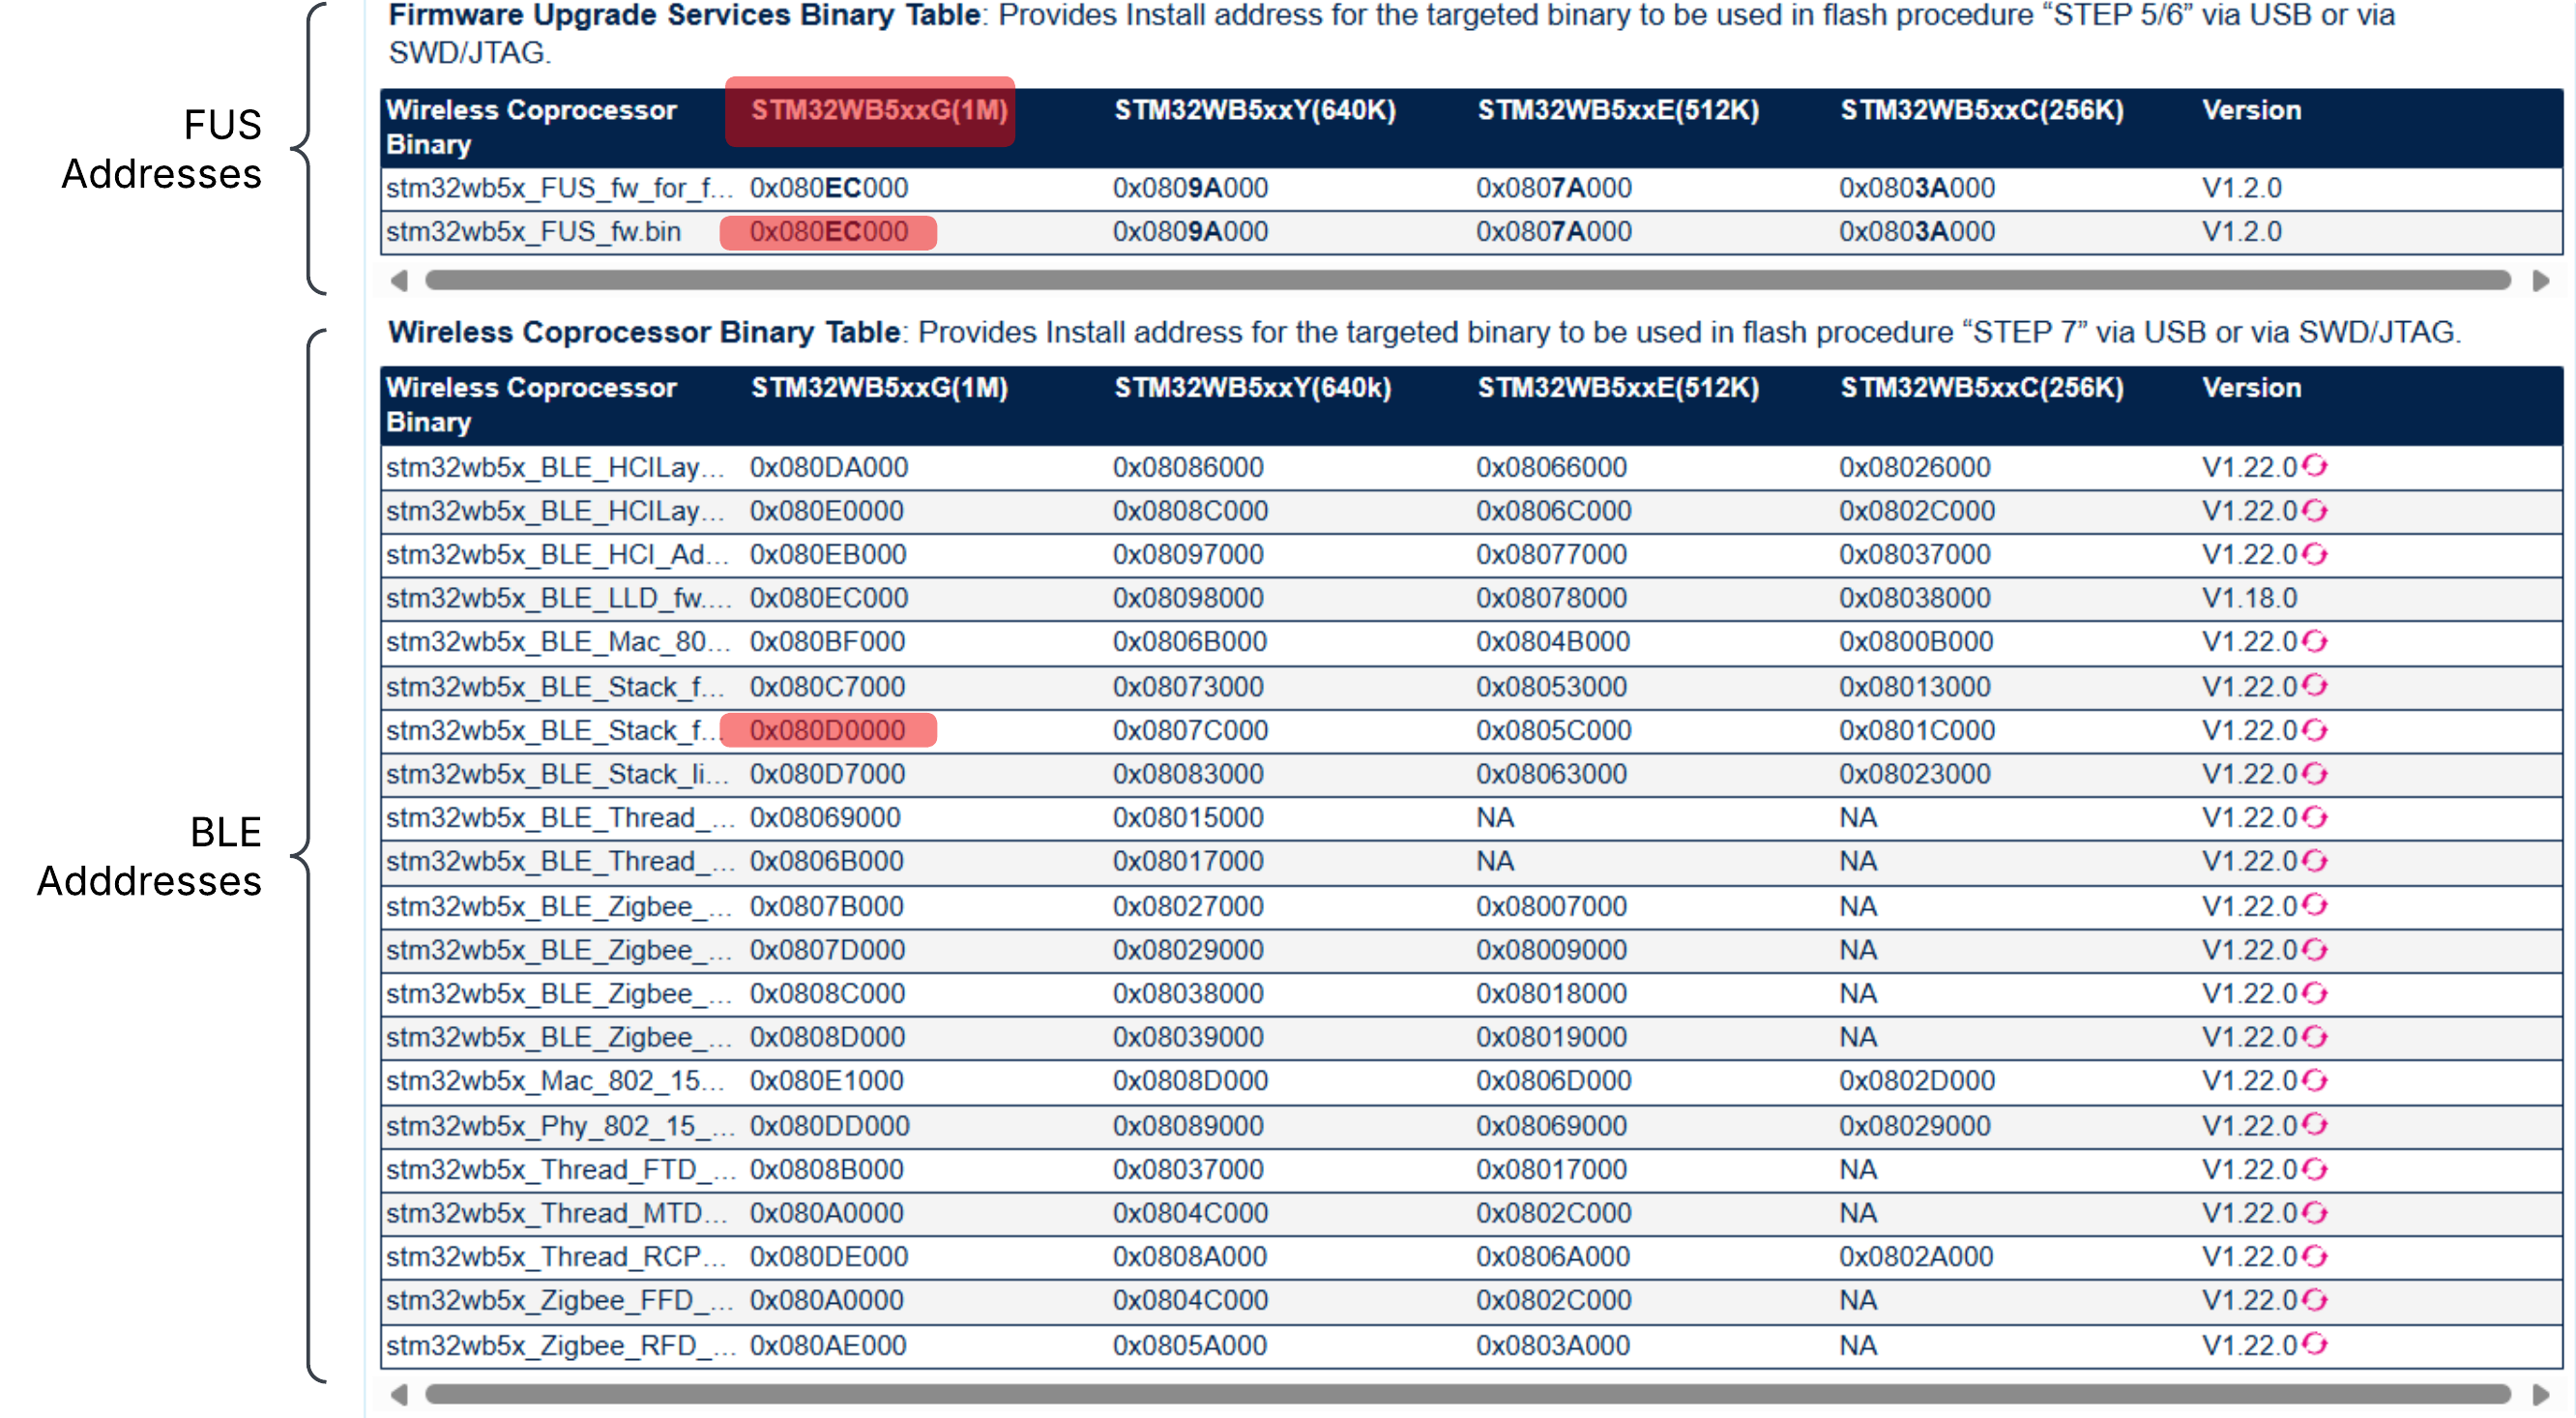 Firmware Upgrade Services Binary Table: Provides Install address for the targeted binary to be used in flash procedure “STEP 5/6” via USB or via
SWD/JTAG.
FUS
Addresses
Wireless Coprocessor Binary STM32WB5xxG(1M) STM32WB5xxY(640K) STM32WB5xxE(512K) STM32WB5xxC(256K) Version
stm32wb5x_FUS_fw_for_f... 0x080EC000 0x0809A000 0x0807A000 0x0803A000 V1.2.0
stm32wb5x_FUS_fw.bin 0x080EC000 0x0809A000 0x0807A000 0x0803A000 V1.2.0
Wireless Coprocessor Binary Table: Provides Install address for the targeted binary to be used in flash procedure “STEP 7” via USB or via SWD/JTAG.
BLE
Adddresses
Wireless Coprocessor Binary STM32WB5xxG(1M) STM32WB5xxY(640k) STM32WB5xxE(512K) STM32WB5xxC(256K) Version
stm32wb5x_BLE_HCILay... 0x080DA000 0x08086000 0x08066000 0x08026000 V1.22.0
stm32wb5x_BLE_HCILay... 0x080E0000 0x0808C000 0x0806C000 0x0802C000 V1.22.0
stm32wb5x_BLE_HCI_Ad... 0x080EB000 0x08097000 0x08077000 0x08037000 V1.22.0
stm32wb5x_BLE_LLD_fw.... 0x080EC000 0x08098000 0x08078000 0x08038000 V1.18.0
stm32wb5x_BLE_Mac_80... 0x080BF000 0x0806B000 0x0804B000 0x0800B000 V1.22.0
stm32wb5x_BLE_Stack_f... 0x080C7000 0x08073000 0x08053000 0x08013000 V1.22.0
stm32wb5x_BLE_Stack_f... 0x080D0000 0x0807C000 0x0805C000 0x0801C000 V1.22.0
stm32wb5x_BLE_Stack_li... 0x080D7000 0x08083000 0x08063000 0x08023000 V1.22.0
stm32wb5x_BLE_Thread_... 0x08069000 0x08015000 NA NA V1.22.0
stm32wb5x_BLE_Thread_... 0x0806B000 0x08017000 NA NA V1.22.0
stm32wb5x_BLE_Zigbee_... 0x0807B000 0x08027000 0x08007000 NA V1.22.0
stm32wb5x_BLE_Zigbee_... 0x0807D000 0x08029000 0x08009000 NA V1.22.0
stm32wb5x_BLE_Zigbee_... 0x0808C000 0x08038000 0x08018000 NA V1.22.0
stm32wb5x_BLE_Zigbee_... 0x0808D000 0x08039000 0x08019000 NA V1.22.0
stm32wb5x_Mac_802_15... 0x080E1000 0x0808D000 0x0806D000 0x0802D000 V1.22.0
stm32wb5x_Phy_802_15_... 0x080DD000 0x08089000 0x08069000 0x08029000 V1.22.0
stm32wb5x_Thread_FTD_... 0x0808B000 0x08037000 0x08017000 NA V1.22.0
stm32wb5x_Thread_MTD... 0x080A0000 0x0804C000 0x0802C000 NA V1.22.0
stm32wb5x_Thread_RCP... 0x080DE000 0x0808A000 0x0806A000 0x0802A000 V1.22.0
stm32wb5x_Zigbee_FFD_... 0x080A0000 0x0804C000 0x0802C000 NA V1.22.0
stm32wb5x_Zigbee_RFD_... 0x080AE000 0x0805A000 0x0803A000 NA V1.22.0